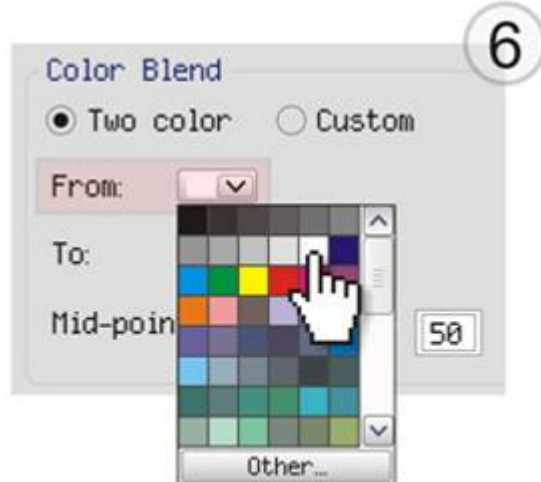 6
Color Blend
Two color Custom
From:
To:
Mid-poin 50
Other...